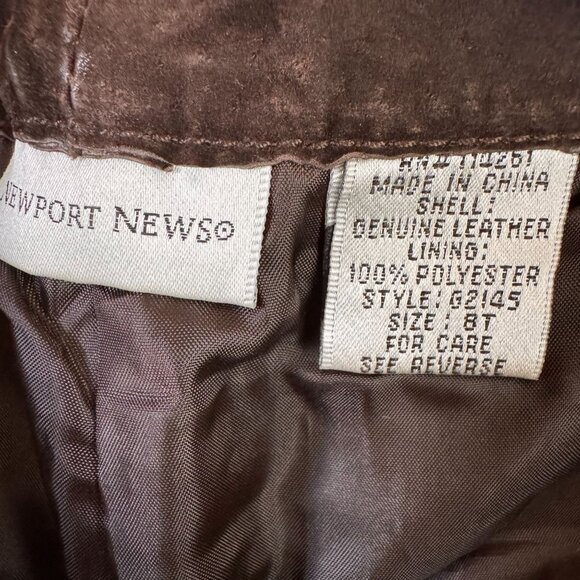 NEWPORT NEWS®
MADE IN CHINA
SHELL:
GENUINE LEATHER
LINING:
100% POLYESTER
STYLE: G2145
SIZE: 8T
FOR CARE
SEE REVERSE